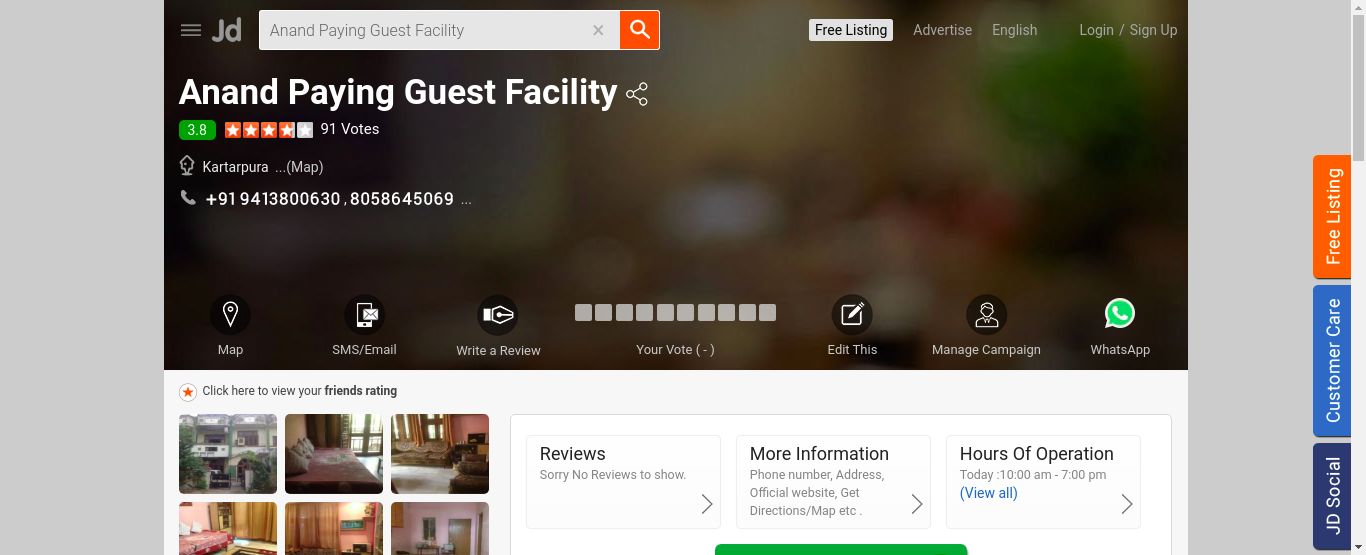 Jd
Anand Paying Guest Facility
Free Listing
Advertise
English
Login / Sign Up
Anand Paying Guest Facility
3.8
91 Votes
Kartarpura ...(Map)
+91 9413800630 , 8058645069 ...
Map
SMS/Email
Write a Review
Your Vote ( - )
Edit This
Manage Campaign
WhatsApp
Click here to view your friends rating
Reviews
Sorry No Reviews to show.
More Information
Phone number, Address,
Official website, Get
Directions/Map etc .
Hours Of Operation
Today :10:00 am - 7:00 pm
(View all)
Free Listing
Customer Care
JD Social